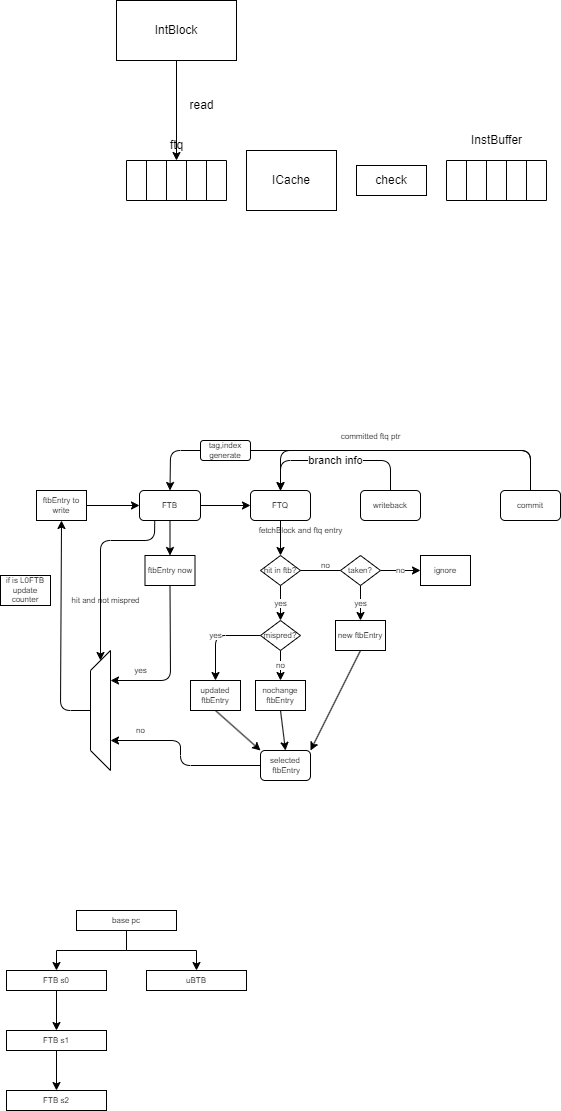 IntBlock
read
ftq
ICache
check
InstBuffer
committed ftq ptr
tag,index
generate
branch info
ftbEntry to
write
FTB
FTQ
writeback
commit
fetchBlock and ftq entry
ftbEntry now
hit in ftb?
no
taken?
no
ignore
if is L0FTB
update
counter
hit and not mispred
yes
yes
yes
mispred?
new ftbEntry
no
yes
updated
ftbEntry
nochange
ftbEntry
no
selected
ftbEntry
base pc
FTB s0
uBTB
FTB s1
FTB s2